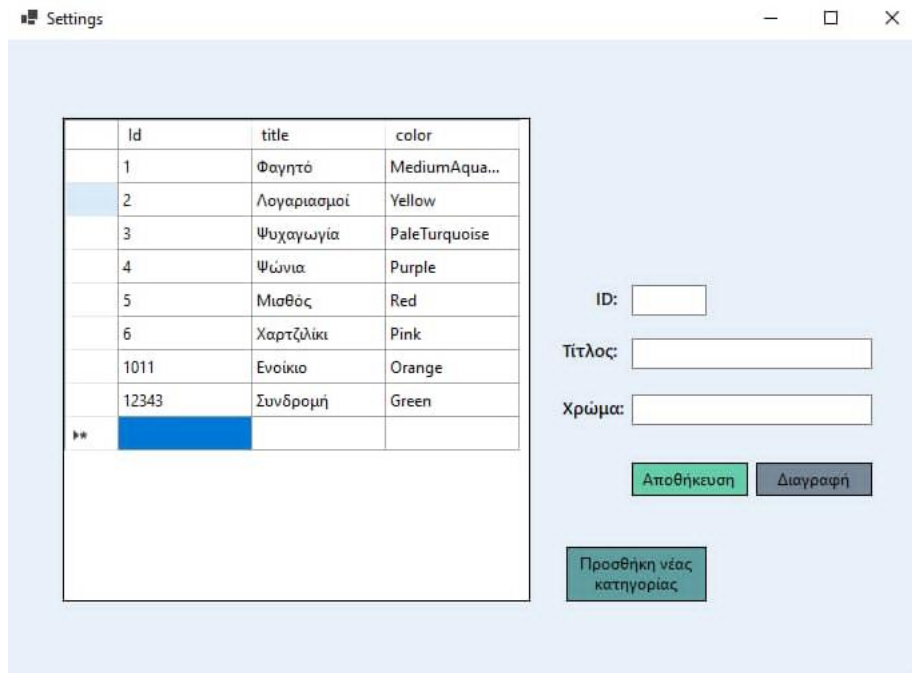 Settings
Id title color
1 Φαγητό MediumAqua...
2 Λογαριασμοί Yellow
3 Ψυχαγωγία PaleTurquoise
4 Ψώνια Purple
5 Μισθός Red
6 Χαρτζιλίκι Pink
1011 Ενοίκιο Orange
12343 Συνδρομή Green
ID:
Τίτλος:
Χρώμα:
Αποθήκευση Διαγραφή
Προσθήκη νέας
κατηγορίας